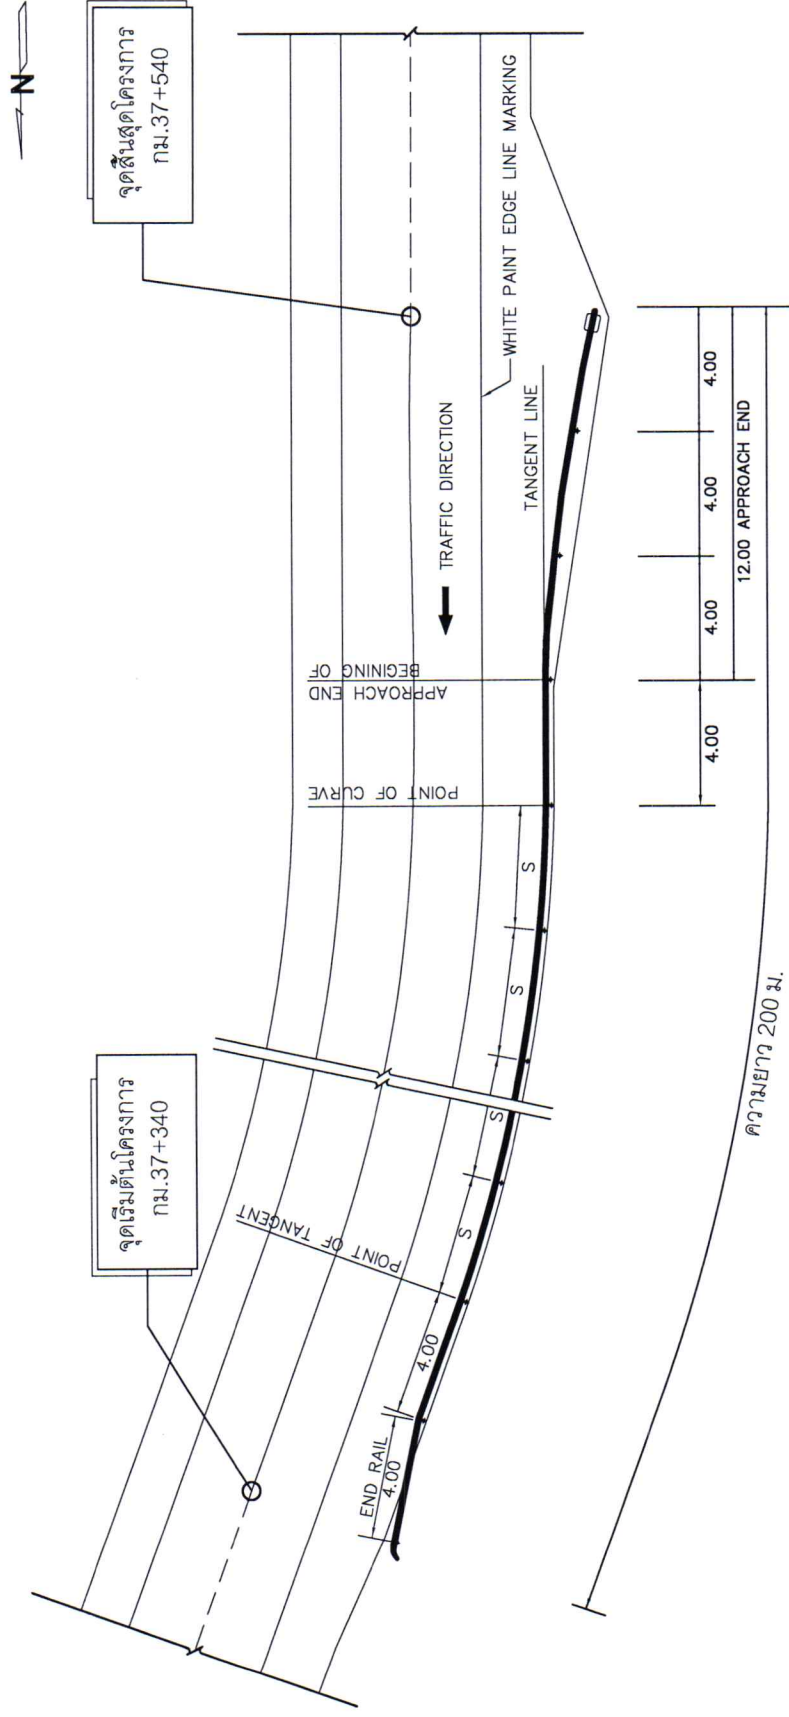 N
จุดสิ้นสุดโครงการ
กม.37+540
จุดเริ่มต้นโครงการ
กม.37+340
WHITE PAINT EDGE LINE MARKING
TRAFFIC DIRECTION
TANGENT LINE
BEGINING OF
APPROACH END
POINT OF CURVE
POINT OF TANGENT
S
S
S
S
4.00
END RAIL
4.00
4.00
4.00
4.00
4.00
12.00 APPROACH END
ความยาว 200 ม.